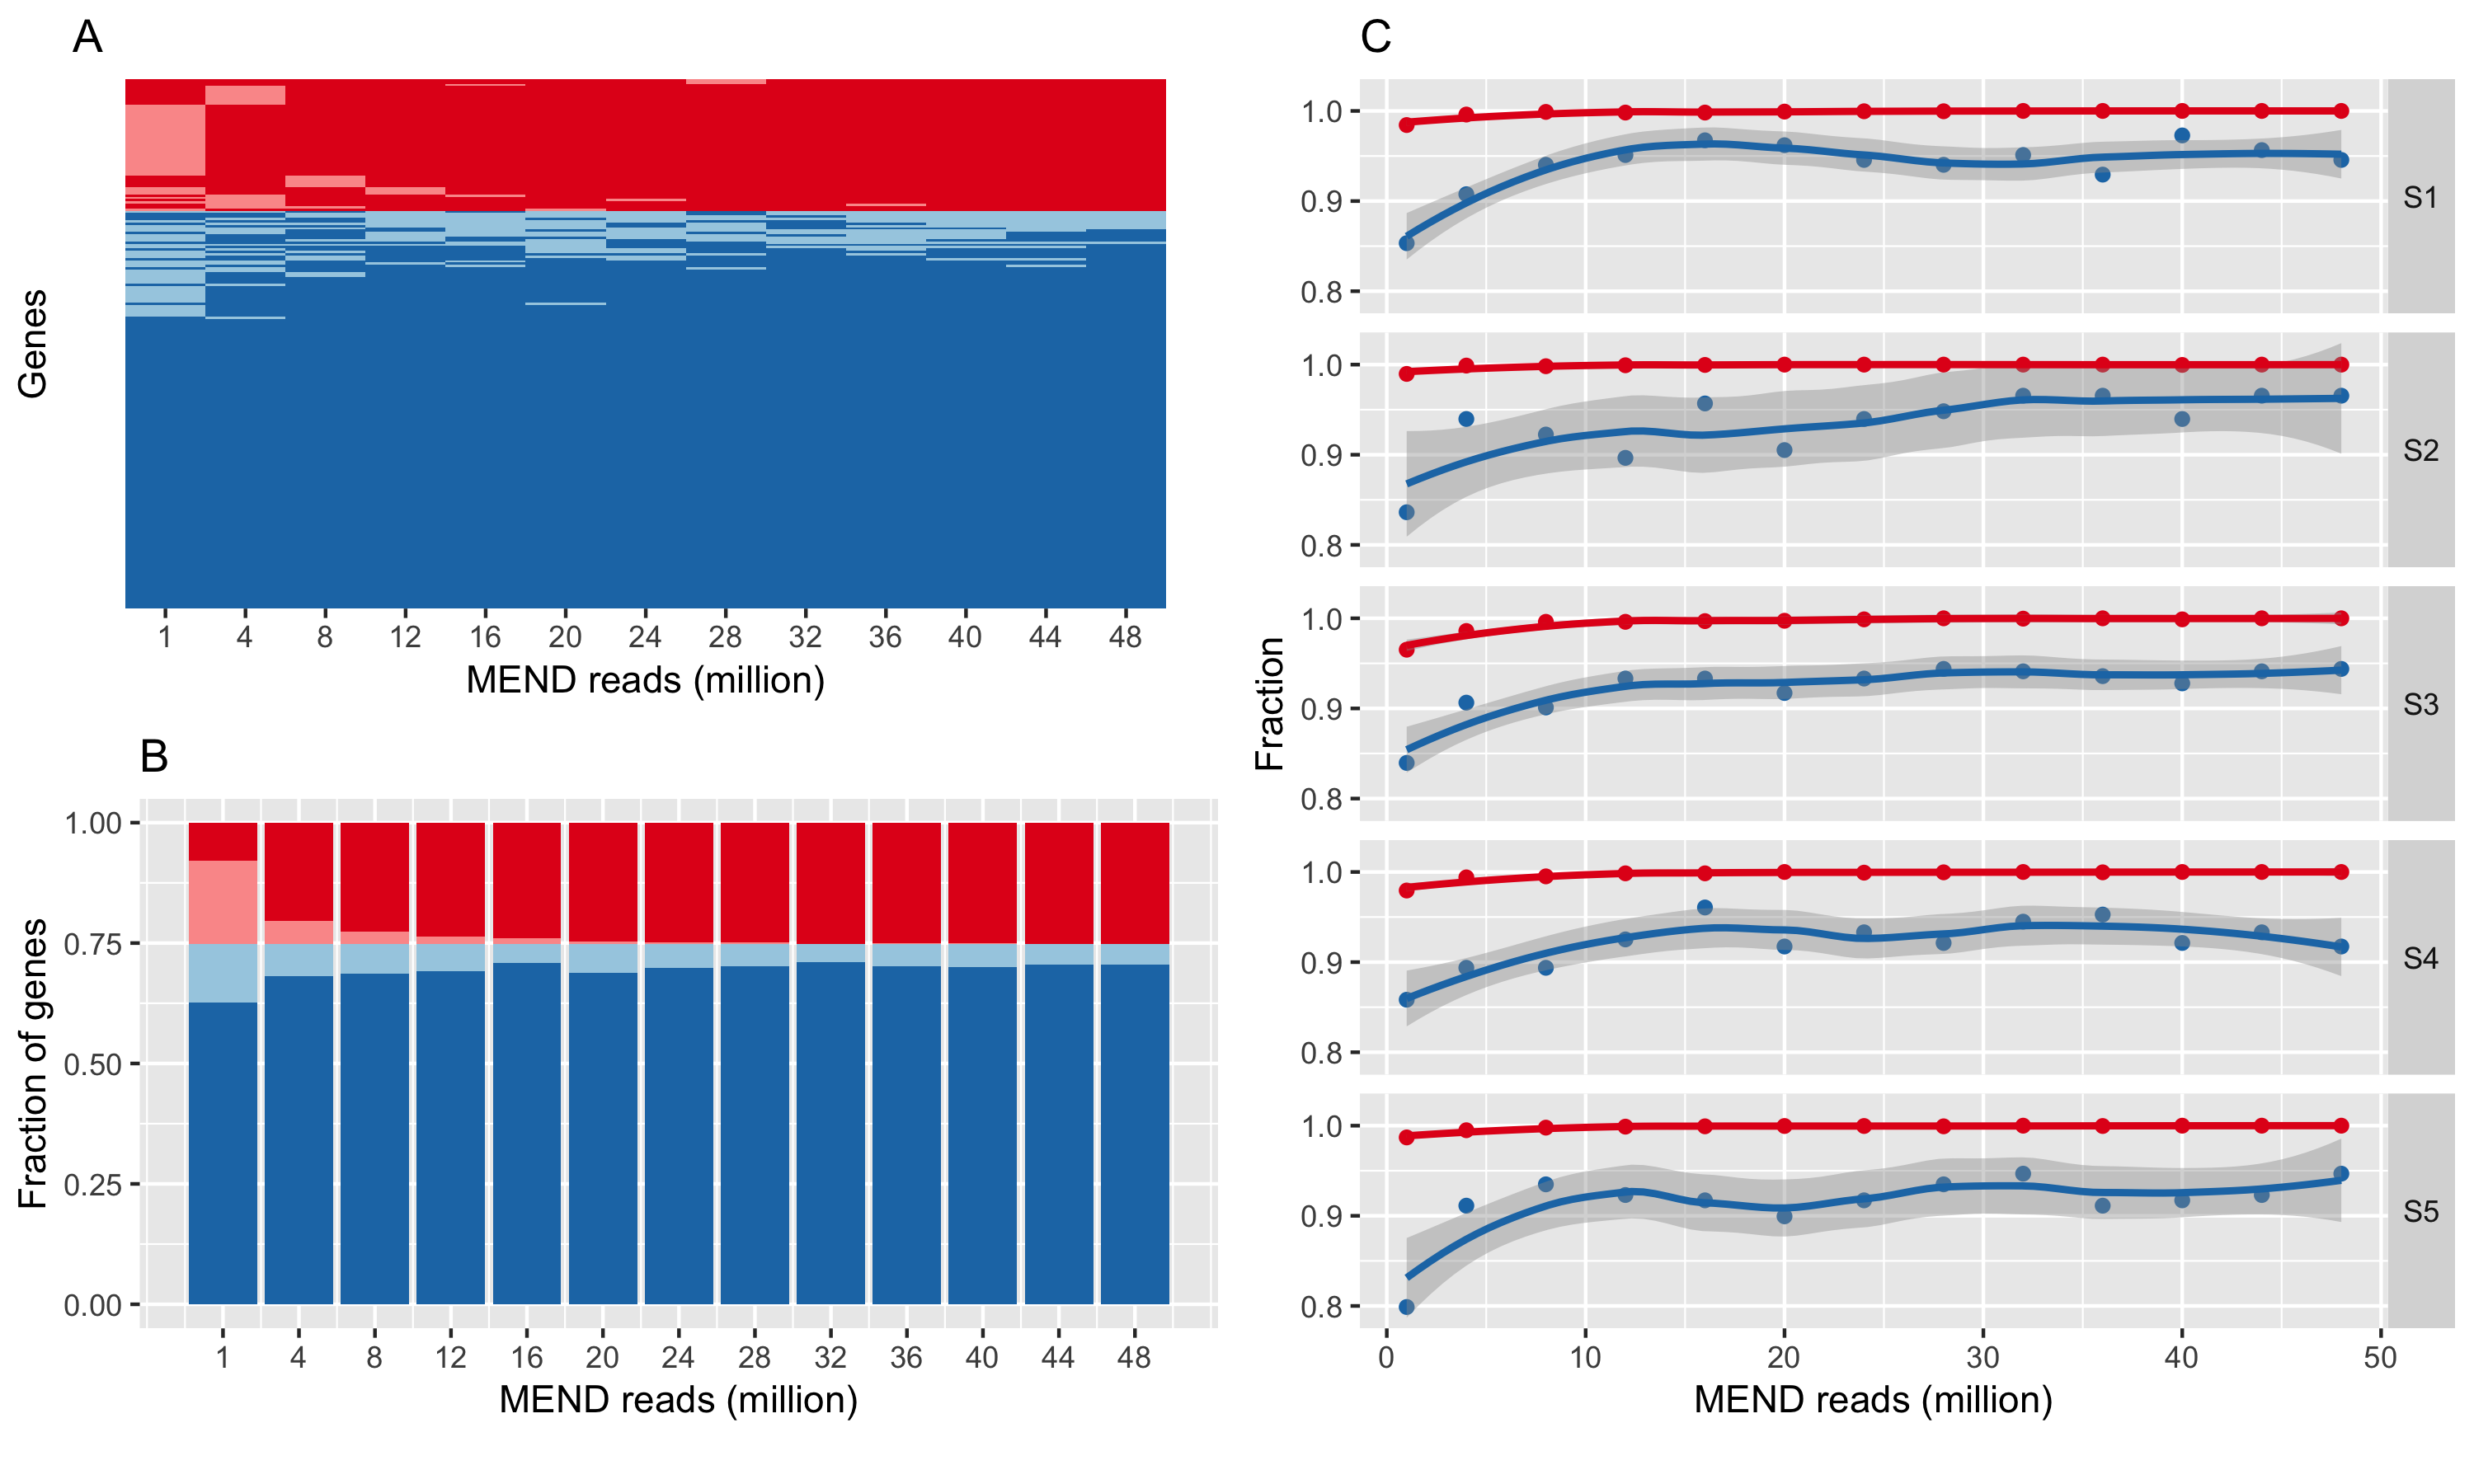 A
Genes
1 4 8 12 16 20 24 28 32 36 40 44 48
MEND reads (million)
B
Fraction of genes
1.00
0.75
0.50
0.25
0.00
1 4 8 12 16 20 24 28 32 36 40 44 48
MEND reads (million)
C
Fraction
1.0
0.9
0.8
S1
1.0
0.9
0.8
S2
1.0
0.9
0.8
S3
1.0
0.9
0.8
S4
1.0
0.9
0.8
S5
0 10 20 30 40 50
MEND reads (million)